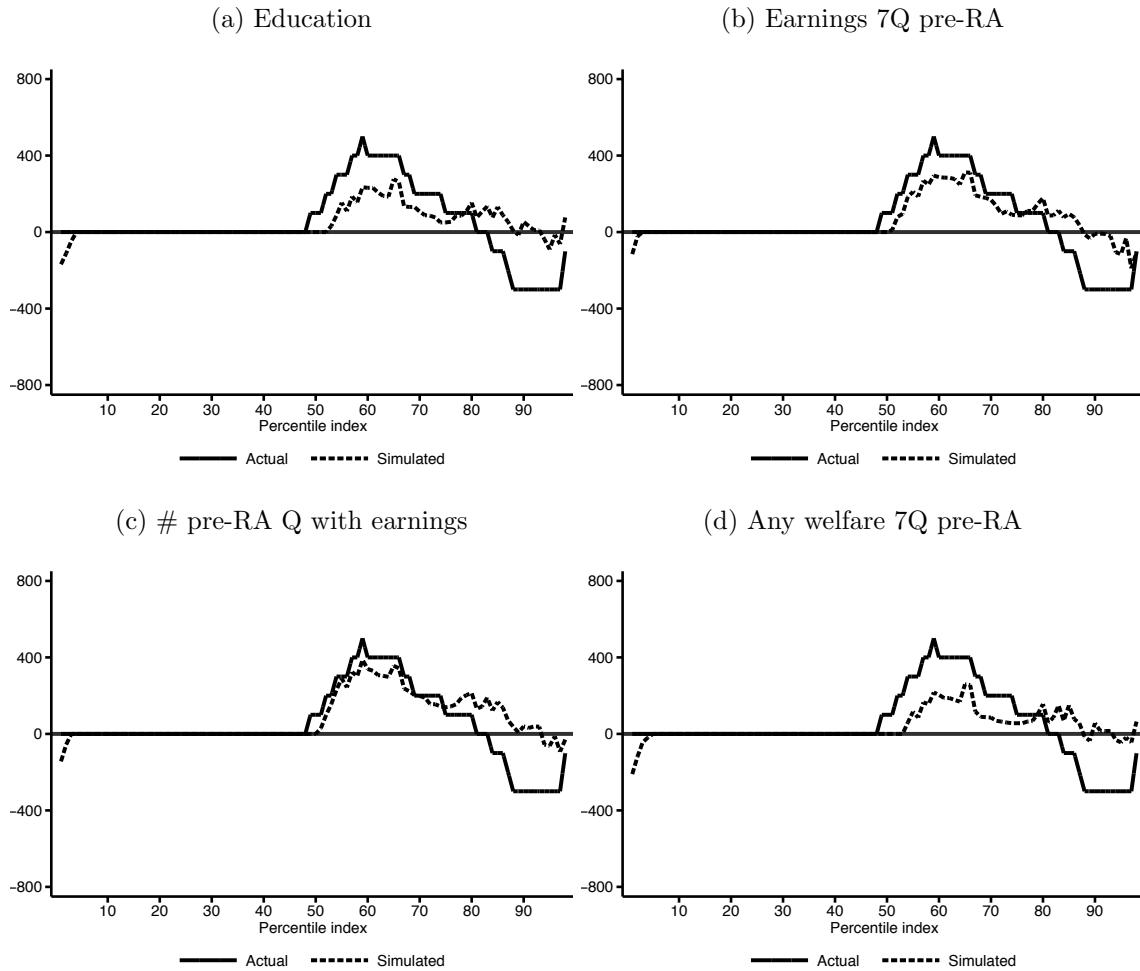 (a) Education
800
400
0
−400
−800
10 20 30 40 50 60 70 80 90
Percentile index
Actual Simulated
(b) Earnings 7Q pre-RA
800
400
0
−400
−800
10 20 30 40 50 60 70 80 90
Percentile index
Actual Simulated
(c) # pre-RA Q with earnings
800
400
0
−400
−800
10 20 30 40 50 60 70 80 90
Percentile index
Actual Simulated
(d) Any welfare 7Q pre-RA
800
400
0
−400
−800
10 20 30 40 50 60 70 80 90
Percentile index
Actual Simulated